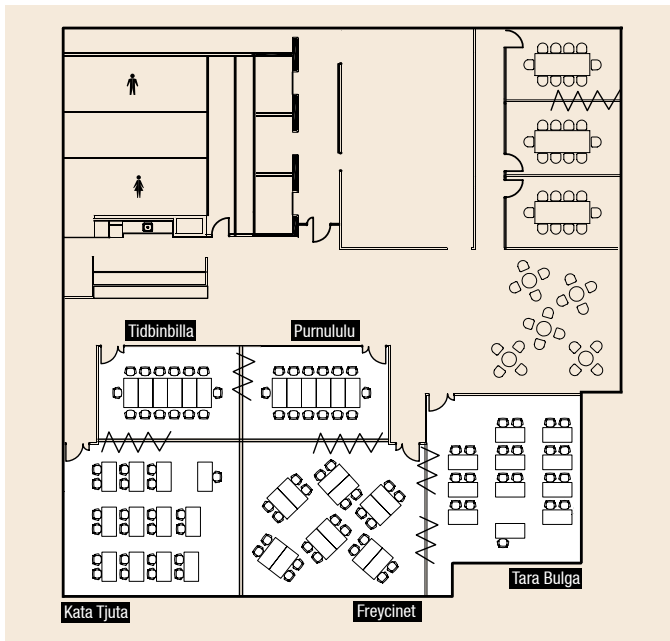 Tidbinbilla
Purnululu
Kata Tjuta
Freycinet
Tara Bulga